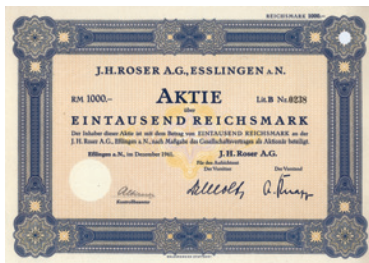 REICHSMARK 1000.-
J.H.ROSER A.G., ESSLINGEN A.N.
RM 1000,- AKTIE Lit.B Nr.0238
über
EINTAUSEND REICHSMARK
Der Inhaber dieser Aktie ist mit dem Betrag von EINTAUSEND REICHSMARK an der
J. H. Roser A.G., Eßlingen a.N., nach Maßgabe des Gesellschaftsvertrages als Aktionär beteiligt.
Eßlingen a.N., im Dezember 1941. J. H. Roser A.G.
Für den Aufsichtsrat
Der Vorsitzer Der Vorstand
Kontrollbeamter